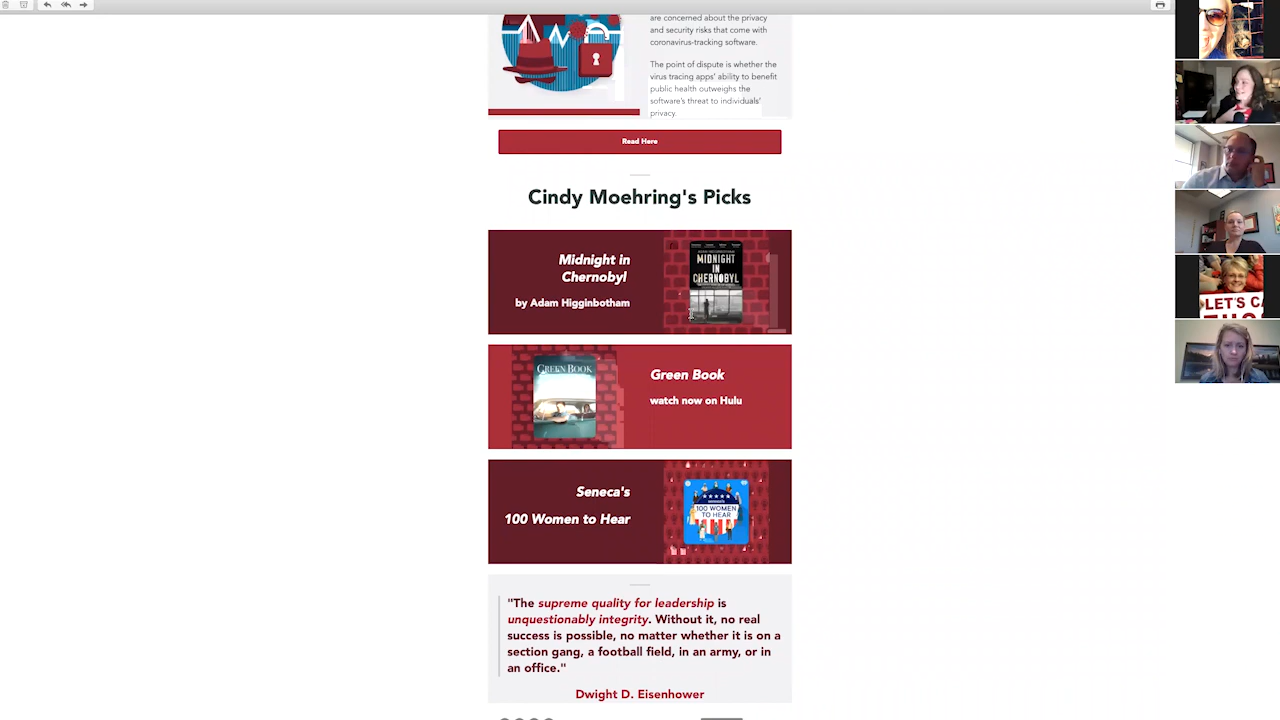 are concerned about the privacy
and security risks that come with
coronavirus-tracking software.
The point of dispute is whether the
virus tracing apps' ability to benefit
public health outweighs the
software's threat to individuals'
privacy.
Read Here
Cindy Moehring's Picks
Midnight in
Chernobyl
by Adam Higginbotham
MIDNIGHT
IN
CHERNOBYL
GREEN BOOK
Green Book
watch now on Hulu
Seneca's
100 Women to Hear
100 WOMEN
TO HEAR
"The supreme quality for leadership is
unquestionably integrity. Without it, no real
success is possible, no matter whether it is on a
section gang, a football field, in an army, or in
an office."
Dwight D. Eisenhower
LET'S CA